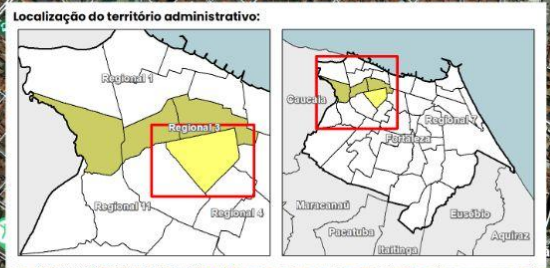 Localização do território administrativo:
Regional 1
Regional 3
Regional 11
Regional 4
Caucaia
Regional 7
Fortaleza
Maracanaú
Eusébio
Pacatuba
Aquiraz
Itaitinga